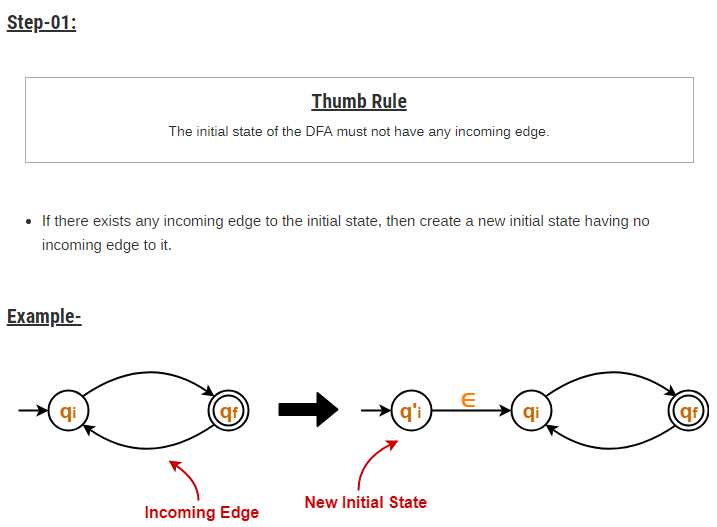 Step-01:
Thumb Rule
The initial state of the DFA must not have any incoming edge.
• If there exists any incoming edge to the initial state, then create a new initial state having no
incoming edge to it.
Example-
qi
qf
q'i
∈
qi
qf
Incoming Edge
New Initial State